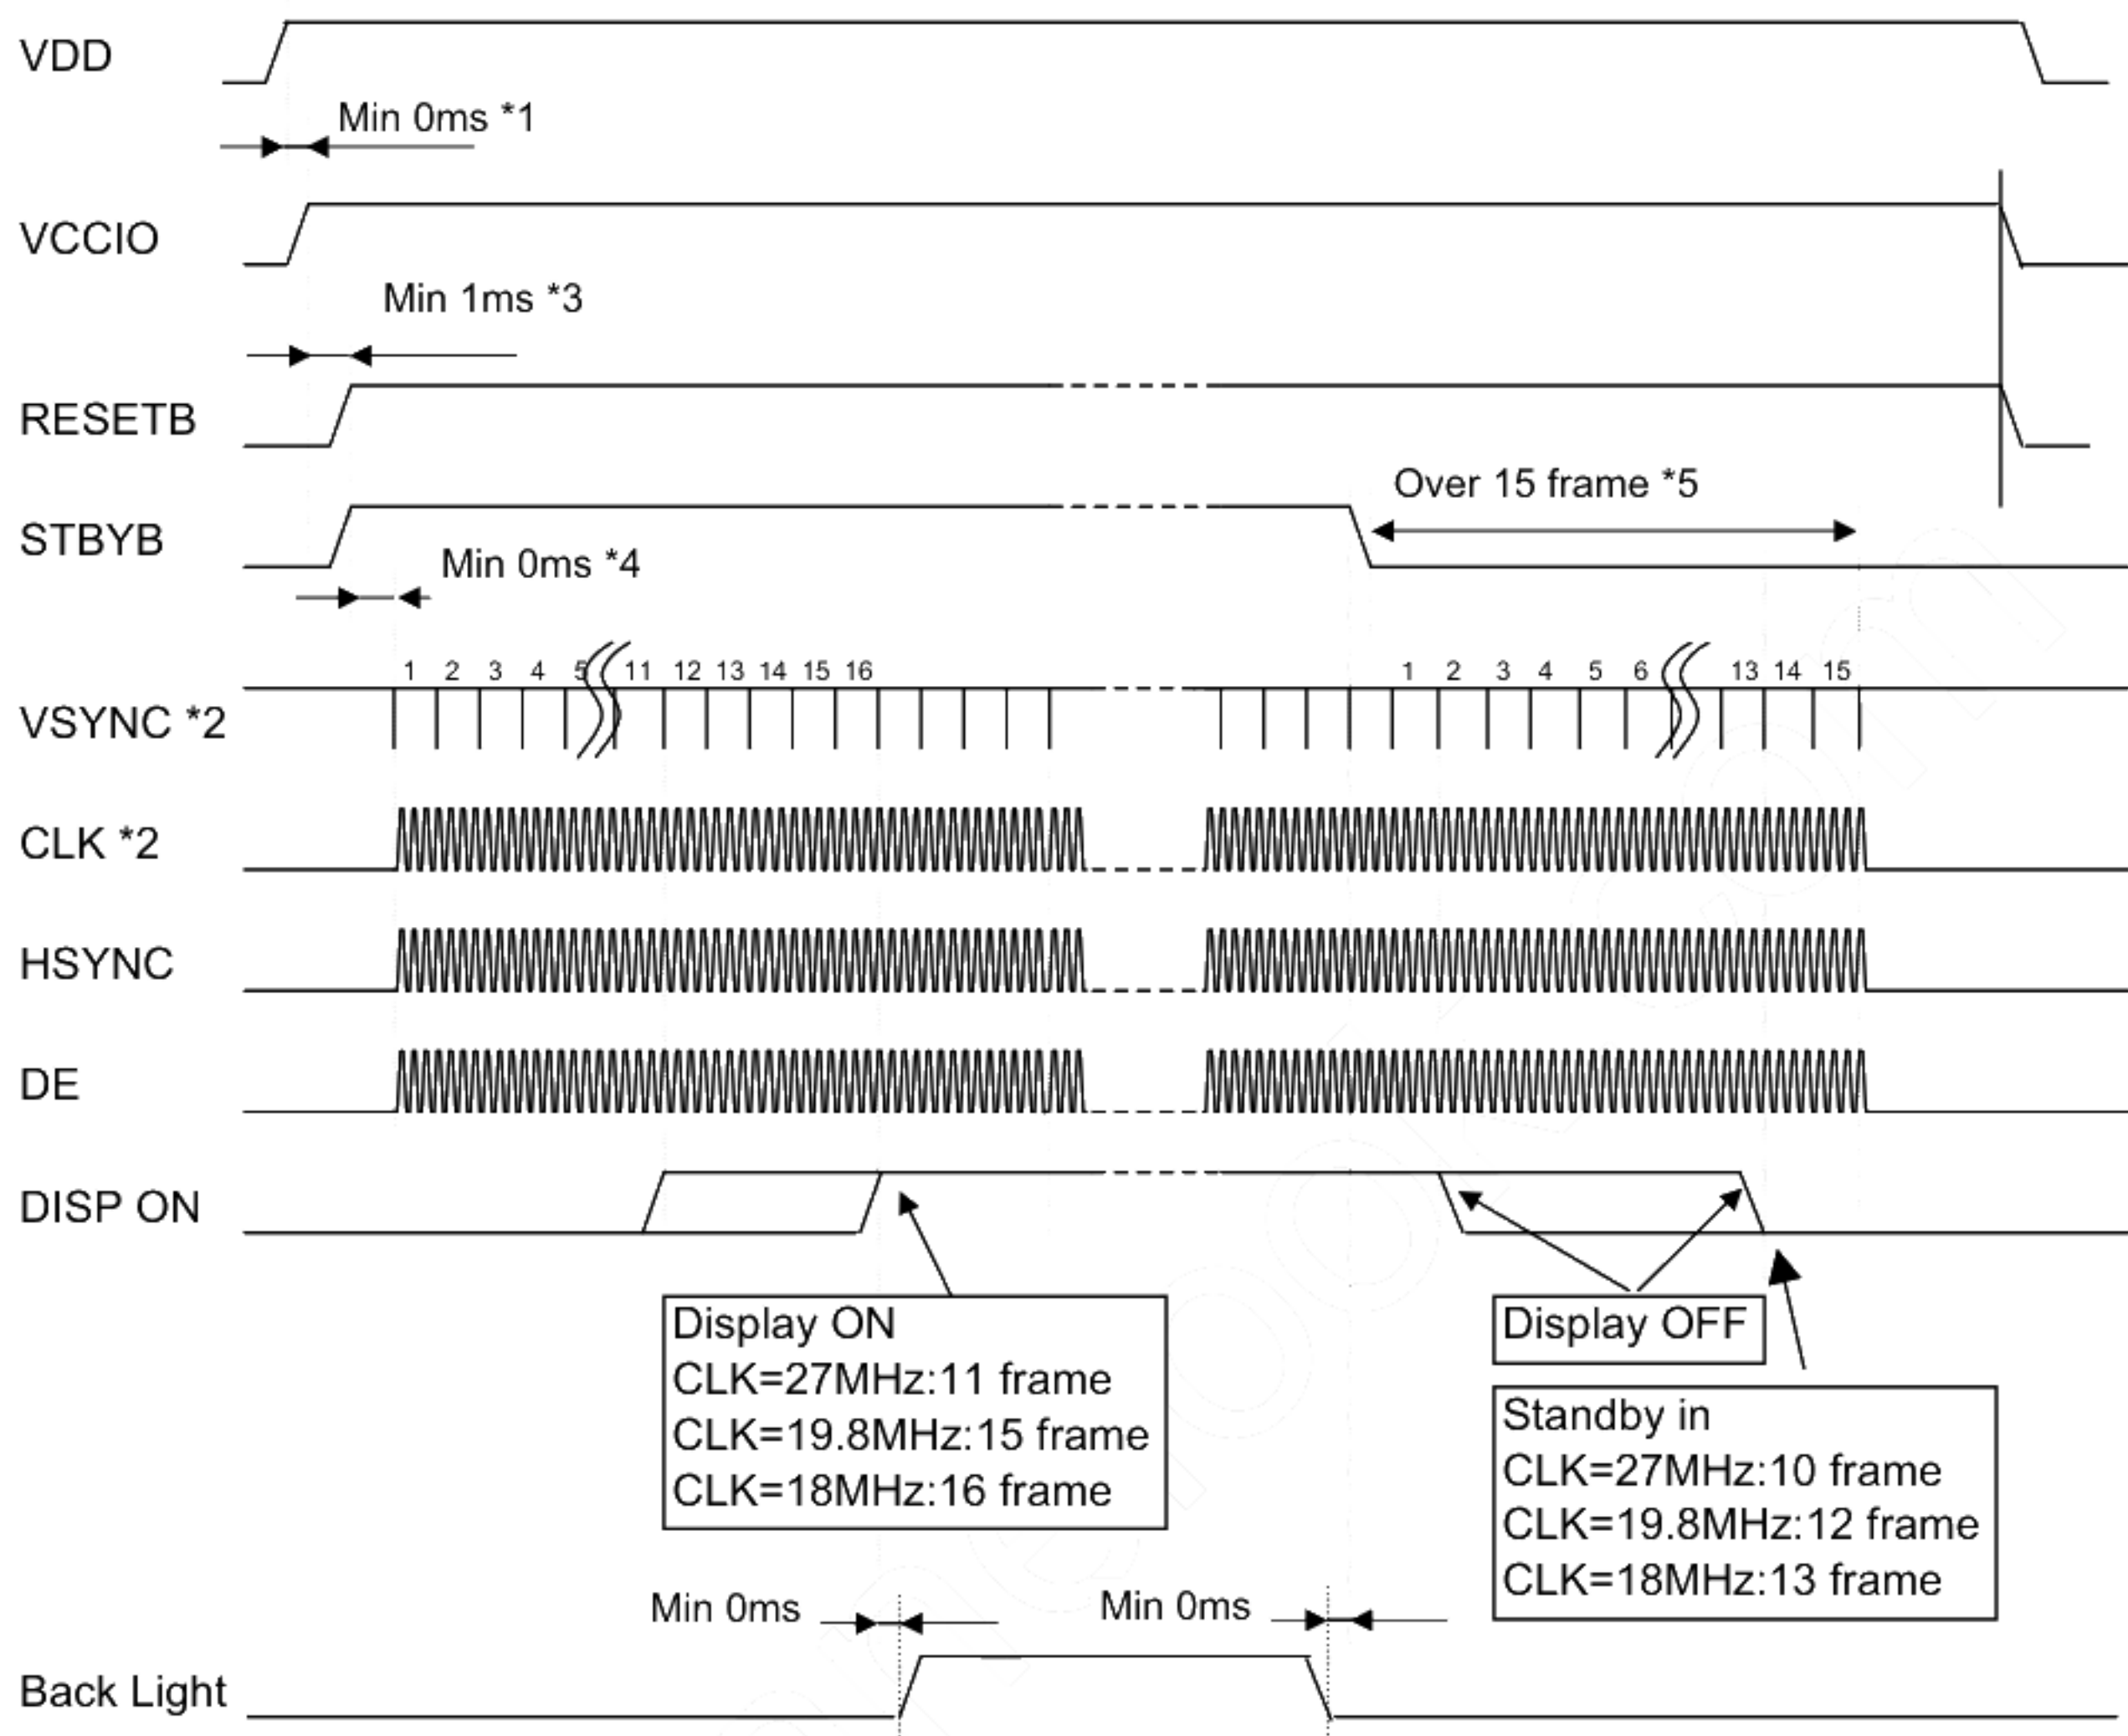 VDD
Min 0ms *1
VCCIO
Min 1ms *3
RESETB
Over 15 frame *5
STBYB
Min 0ms *4
1 2 3 4 5 11 12 13 14 15 16 1 2 3 4 5 6 13 14 15
VSYNC *2
CLK *2
HSYNC
DE
DISP ON
Display ON
CLK=27MHz:11 frame
CLK=19.8MHz:15 frame
CLK=18MHz:16 frame
Display OFF
Standby in
CLK=27MHz:10 frame
CLK=19.8MHz:12 frame
CLK=18MHz:13 frame
Min 0ms Min 0ms
Back Light